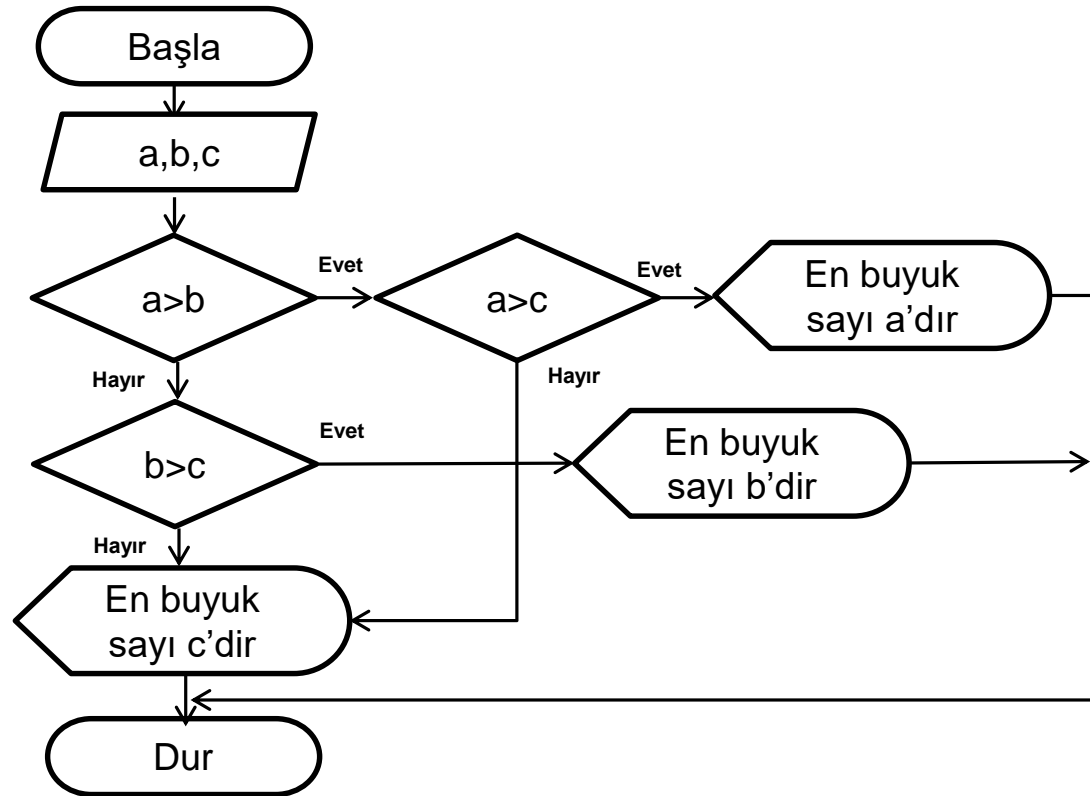 Başla
a,b,c
a>b
Evet
a>c
Evet
En buyuk
sayı a’dır
Hayır
Hayır
b>c
Evet
En buyuk
sayı b’dir
Hayır
En buyuk
sayı c’dir
Dur